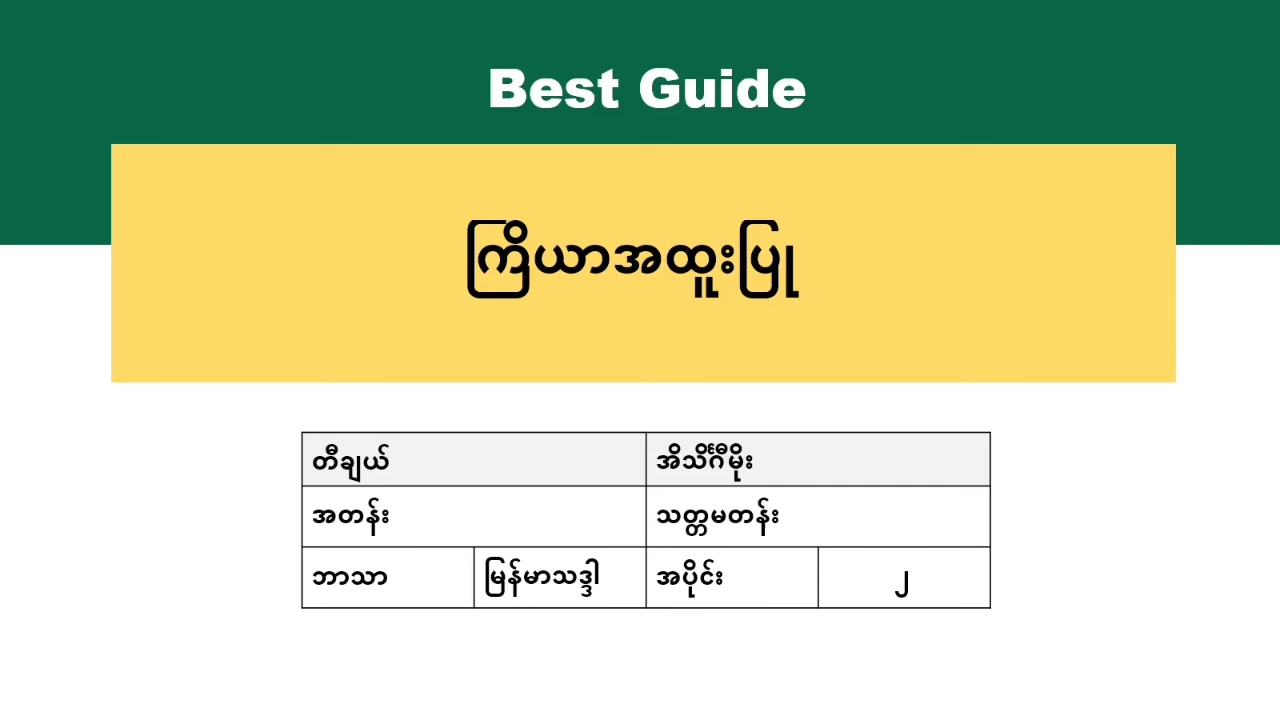 Best Guide
ကြိယာအထူးပြု
တီချယ် အိသင်္ဂီမိုး
အတန်း သတ္တမတန်း
ဘာသာ မြန်မာသဒ္ဒါ အပိုင်း ၂